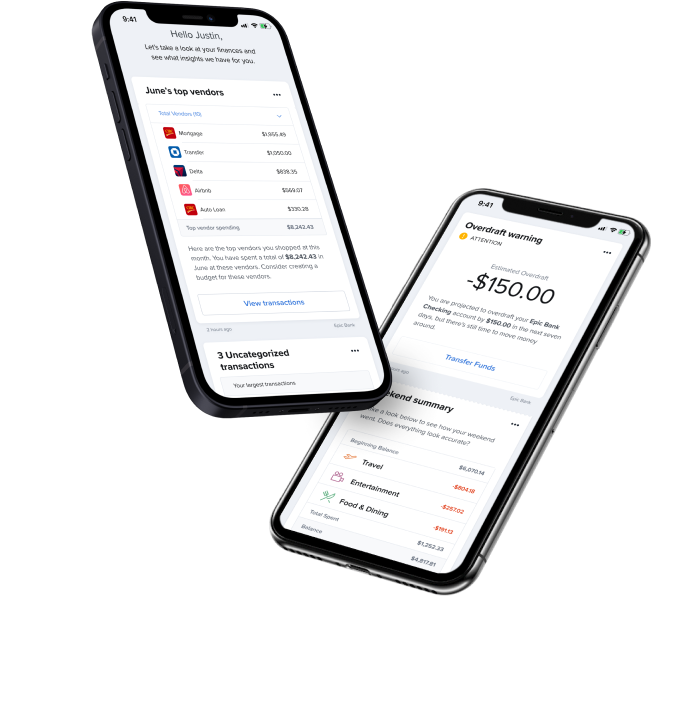 9:41
Hello Justin,
Let's take a look at your finances and
see what insights we have for you.
June's top vendors
Total Vendors (10)
Mortgage $1,955.49
Transfer $1,050.00
Delta $838.35
Airbnb $569.07
Auto Loan $330.28
Top vendor spending $8,242.43
Here are the top vendors you shopped at this
month. You have spent a total of $8,242.43 in
June at these vendors. Consider creating a
budget for these vendors.
View transactions
3 hours ago Epic Bank
3 Uncategorized
transactions
Your largest transactions
9:41
Overdraft warning
ATTENTION
Estimated Overdraft
-$150.00
You are projected to overdraft your Epic Bank
Checking account by $150.00 in the next seven
days, but there's still time to move money
around.
Transfer Funds
ago Epic Bank
ekend summary
a look below to see how your weekend
went. Does everything look accurate?
Beginning Balance $6,070.14
Travel -$804.18
Entertainment -$257.02
Food & Dining -$191.13
Total Spent $1,252.33
Balance $4,817.81